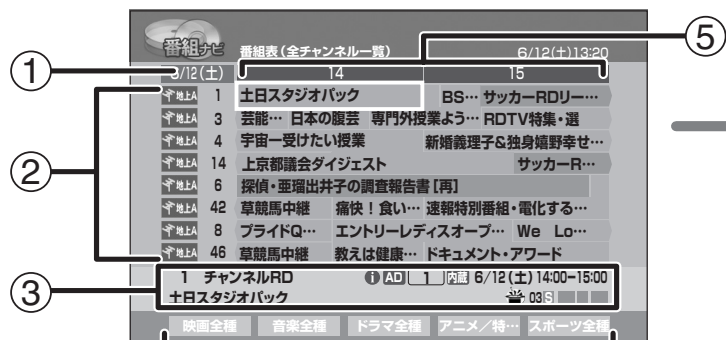 番組ナビ 番組表(全チャンネル一覧) 6/12(土)13:20 ⑤
① 6/12(土) 14 15
② 地上A 1 土日スタジオパック BS… サッカーRDリー…
地上A 3 芸能… 日本の腹芸 専門外授業よう… RDTV特集・選
地上A 4 宇宙一受けたい授業 新婚義理子&独身嬉野幸せ…
地上A 14 上京都議会ダイジェスト サッカーR…
地上A 6 探偵・亜瑠出井子の調査報告書[再]
地上A 42 草競馬中継 痛快!食い… 速報特別番組・電化する…
地上A 8 プライドQ… エントリーレディスオープ… We Lo…
地上A 46 草競馬中継 教えは健康… ドキュメント・アワード
③ 1 チャンネルRD i AD 1 内蔵 6/12(土)14:00-15:00
土日スタジオパック 03 S
映画全種 音楽全種 ドラマ全種 アニメ/特… スポーツ全種